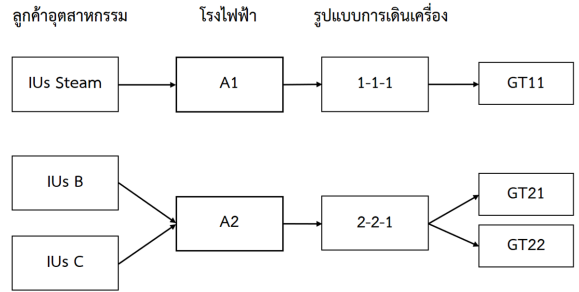 ลูกค้าอุตสาหกรรม โรงไฟฟ้า รูปแบบการเดินเครื่อง
IUs Steam A1 1-1-1 GT11
IUs B
A2 2-2-1 GT21
GT22
IUs C